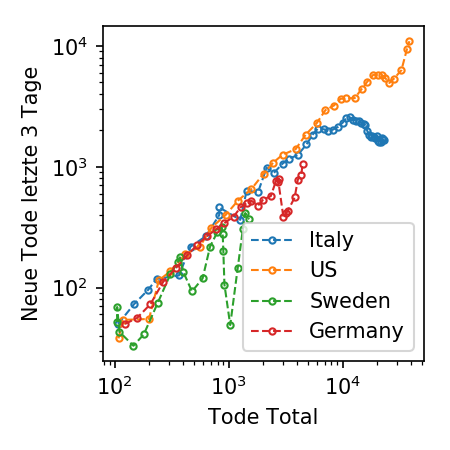 Neue Tode letzte 3 Tage
10⁴
10³
10²
Italy
US
Sweden
Germany
10² 10³ 10⁴
Tode Total